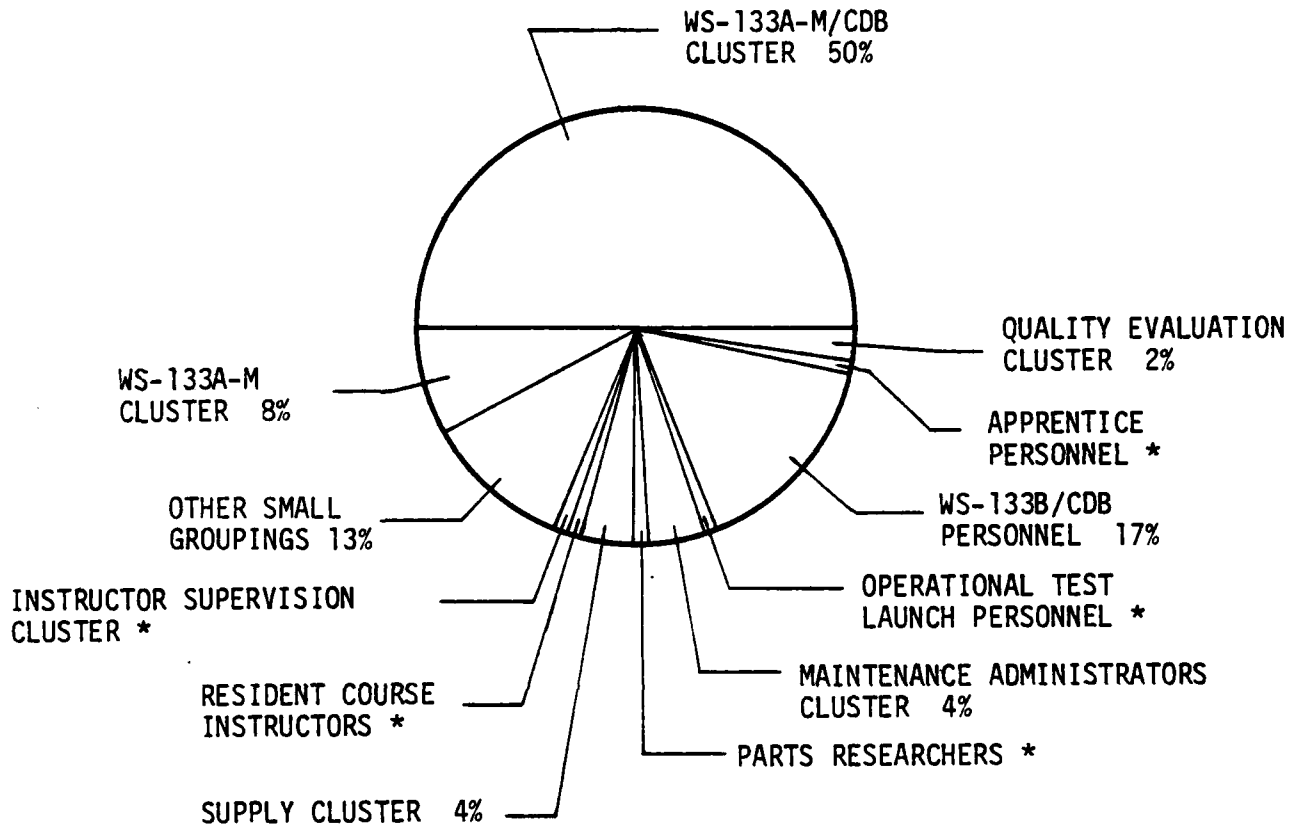 WS-133A-M/CDB
CLUSTER 50%
QUALITY EVALUATION
CLUSTER 2%
WS-133A-M
CLUSTER 8%
APPRENTICE
PERSONNEL *
OTHER SMALL
GROUPINGS 13%
WS-133B/CDB
PERSONNEL 17%
INSTRUCTOR SUPERVISION
CLUSTER *
OPERATIONAL TEST
LAUNCH PERSONNEL *
RESIDENT COURSE
INSTRUCTORS *
MAINTENANCE ADMINISTRATORS
CLUSTER 4%
PARTS RESEARCHERS *
SUPPLY CLUSTER 4%